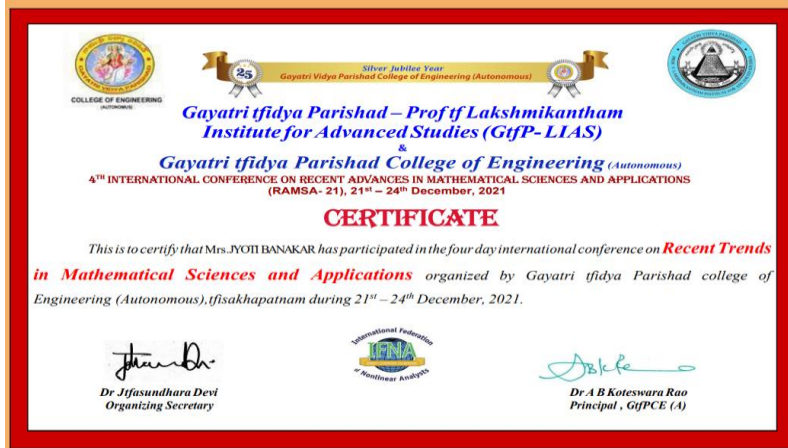 COLLEGE OF ENGINEERING
(AUTONOMOUS)
25
Silver Jubilee Year
Gayatri Vidya Parishad College of Engineering (Autonomous)
Gayatri tfidya Parishad – Prof tf Lakshmikantham
Institute for Advanced Studies (GtfP- LIAS)
&
Gayatri tfidya Parishad College of Engineering (Autonomous)
4TH INTERNATIONAL CONFERENCE ON RECENT ADVANCES IN MATHEMATICAL SCIENCES AND APPLICATIONS
(RAMSA- 21), 21st – 24th December, 2021
CERTIFICATE
This is to certify that Mrs.JYOTI BANAKAR has participated in the four day international conference on Recent Trends
in Mathematical Sciences and Applications organized by Gayatri tfidya Parishad college of
Engineering (Autonomous),tfisakhapatnam during 21st – 24th December, 2021.
International Federation
IFNA
of Nonlinear Analysts
Dr Jtfasundhara Devi
Organizing Secretary
Dr A B Koteswara Rao
Principal , GtfPCE (A)